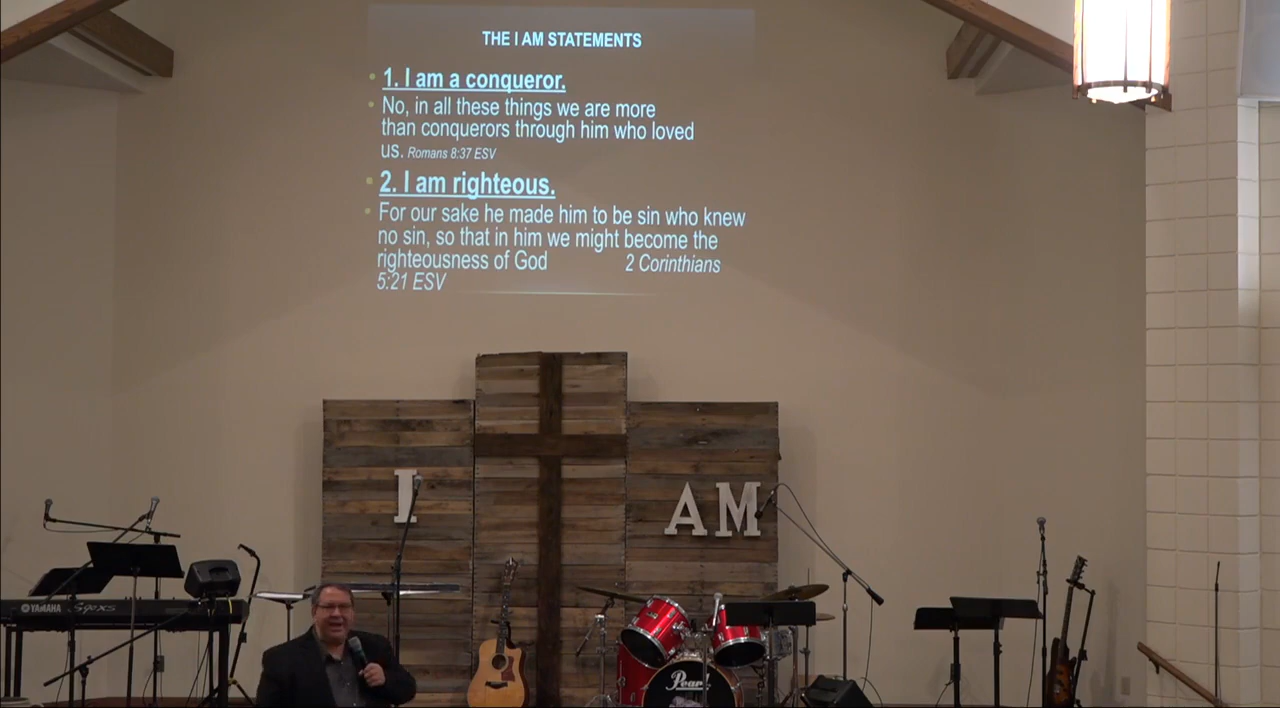 THE I AM STATEMENTS
• 1. I am a conqueror.
• No, in all these things we are more
than conquerors through him who loved
us. Romans 8:37 ESV
• 2. I am righteous.
• For our sake he made him to be sin who knew
no sin, so that in him we might become the
righteousness of God 2 Corinthians
5:21 ESV
I AM
YAMAHA S90XS
Pearl